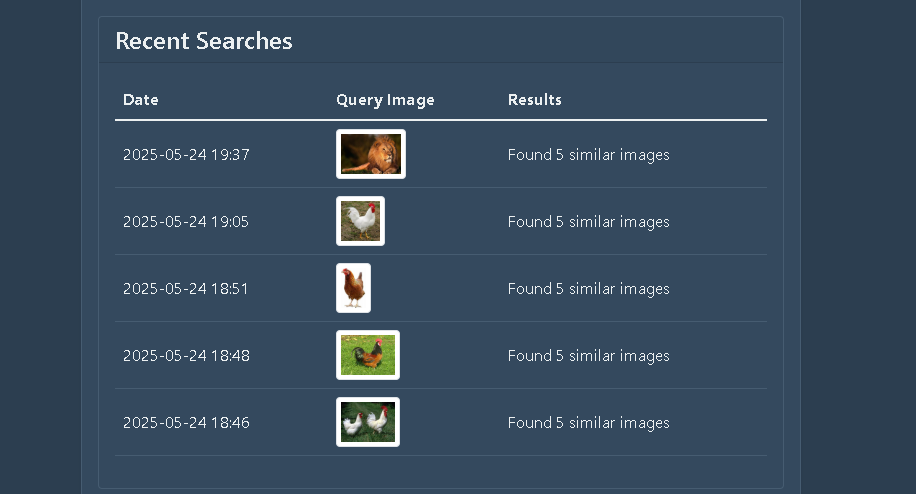 Recent Searches
Date Query Image Results
2025-05-24 19:37 Found 5 similar images
2025-05-24 19:05 Found 5 similar images
2025-05-24 18:51 Found 5 similar images
2025-05-24 18:48 Found 5 similar images
2025-05-24 18:46 Found 5 similar images